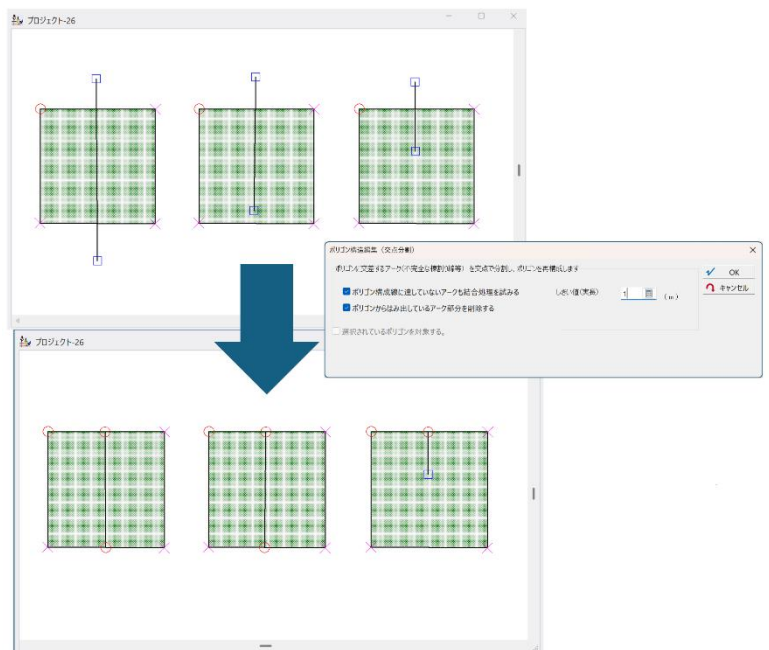 プロジェクト-26
ポリゴン構造編集（交点分割）
ポリゴンに交差するアーク(不完全な棟割り線等) を交点で分割し、ポリゴンを再構成します
OK
ポリゴン構成線に達していないアークも結合処理を試みる
しきい値(実長)
1
(m)
キャンセル
ポリゴンからはみ出しているアーク部分を削除する
選択されているポリゴンを対象する。
プロジェクト-26